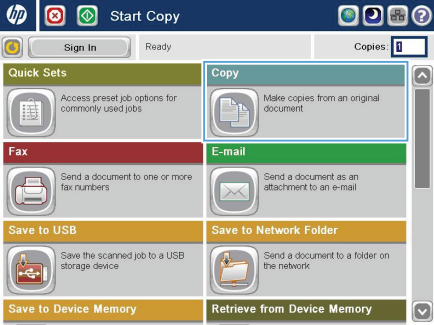 hp Start Copy ?
Sign In Ready Copies: 1
Quick Sets
Access preset job options for
commonly used jobs
Copy
Make copies from an original
document
Fax
Send a document to one or more
fax numbers
E-mail
Send a document as an
attachment to an e-mail
Save to USB
Save the scanned job to a USB
storage device
Save to Network Folder
Send a document to a folder on
the network
Save to Device Memory
Retrieve from Device Memory